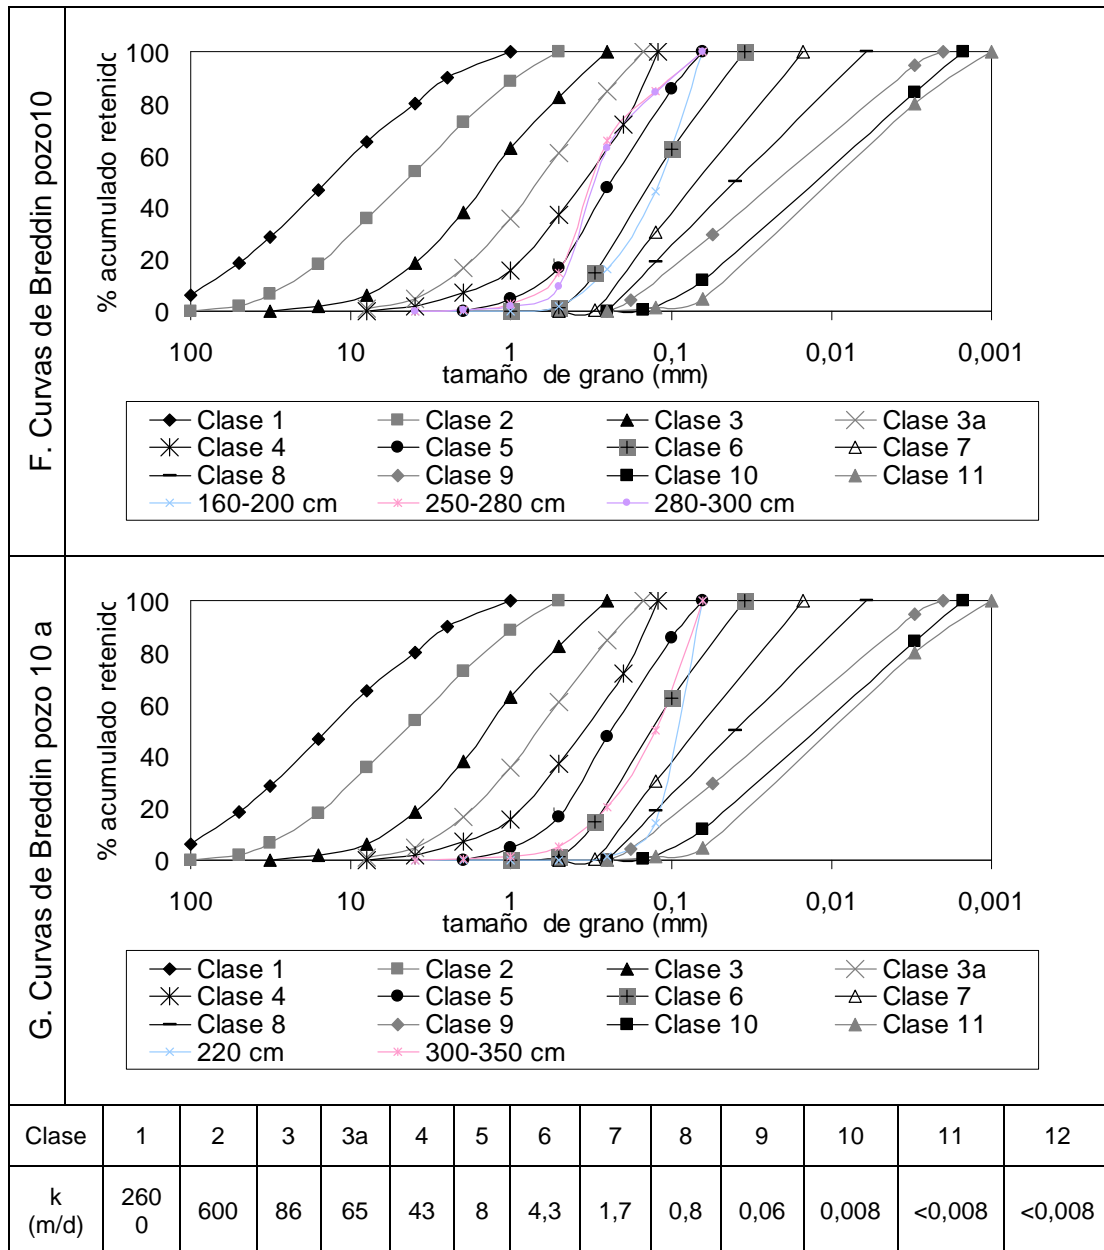 F. Curvas de Breddin pozo10
% acumulado retenido
100
80
60
40
20
0
100 10 1 0,1 0,01 0,001
tamaño de grano (mm)
Clase 1 Clase 2 Clase 3 Clase 3a
Clase 4 Clase 5 Clase 6 Clase 7
Clase 8 Clase 9 Clase 10 Clase 11
160-200 cm 250-280 cm 280-300 cm
G. Curvas de Breddin pozo 10 a
% acumulado retenido
100
80
60
40
20
0
100 10 1 0,1 0,01 0,001
tamaño de grano (mm)
Clase 1 Clase 2 Clase 3 Clase 3a
Clase 4 Clase 5 Clase 6 Clase 7
Clase 8 Clase 9 Clase 10 Clase 11
220 cm 300-350 cm
Clase 1 2 3 3a 4 5 6 7 8 9 10 11 12
k (m/d) 2600 600 86 65 43 8 4,3 1,7 0,8 0,06 0,008 <0,008 <0,008